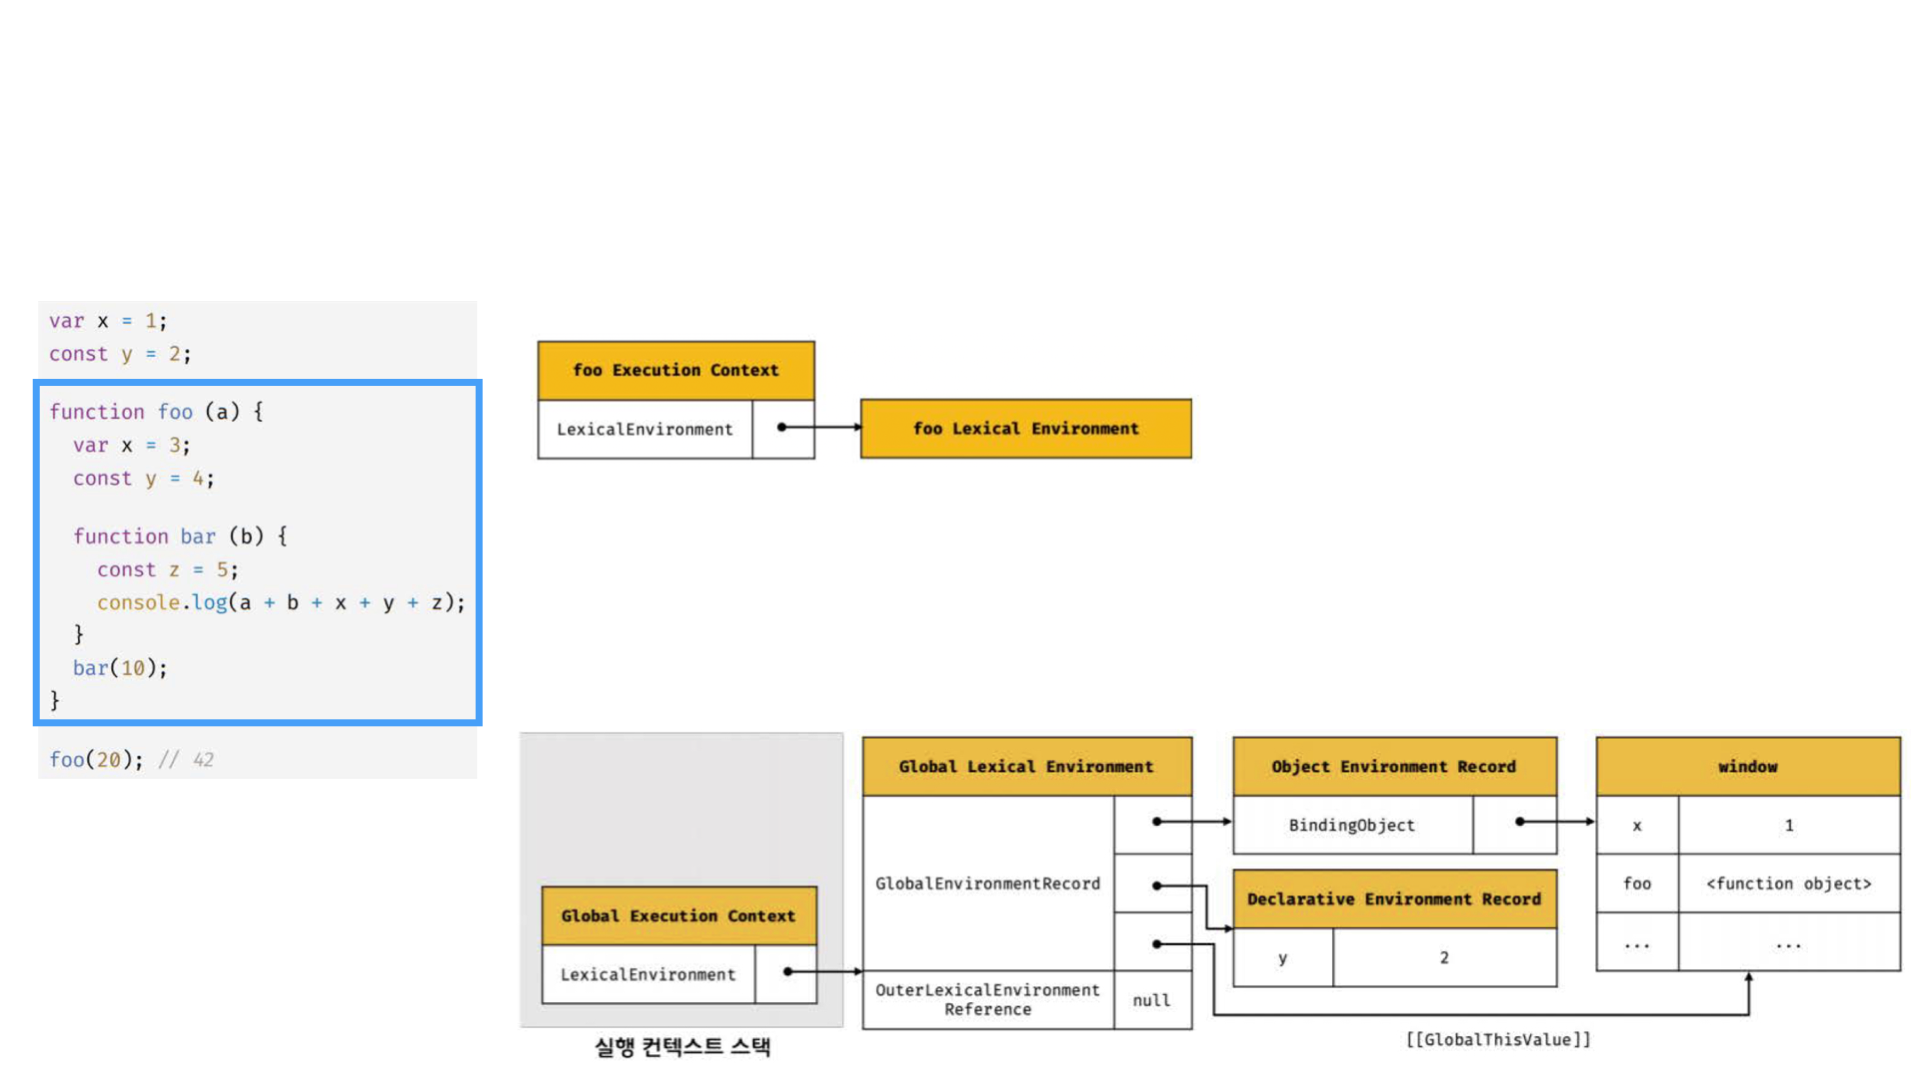 var x = 1;
const y = 2;
function foo (a) {
var x = 3;
const y = 4;
function bar (b) {
const z = 5;
console.log(a + b + x + y + z);
}
bar(10);
}
foo(20); // 42
foo Execution Context
LexicalEnvironment
foo Lexical Environment
Global Execution Context
LexicalEnvironment
실행 컨텍스트 스택
Global Lexical Environment
GlobalEnvironmentRecord
OuterLexicalEnvironment
Reference
null
Object Environment Record
BindingObject
Declarative Environment Record
y 2
window
x 1
foo <function object>
... ...
[[GlobalThisValue]]